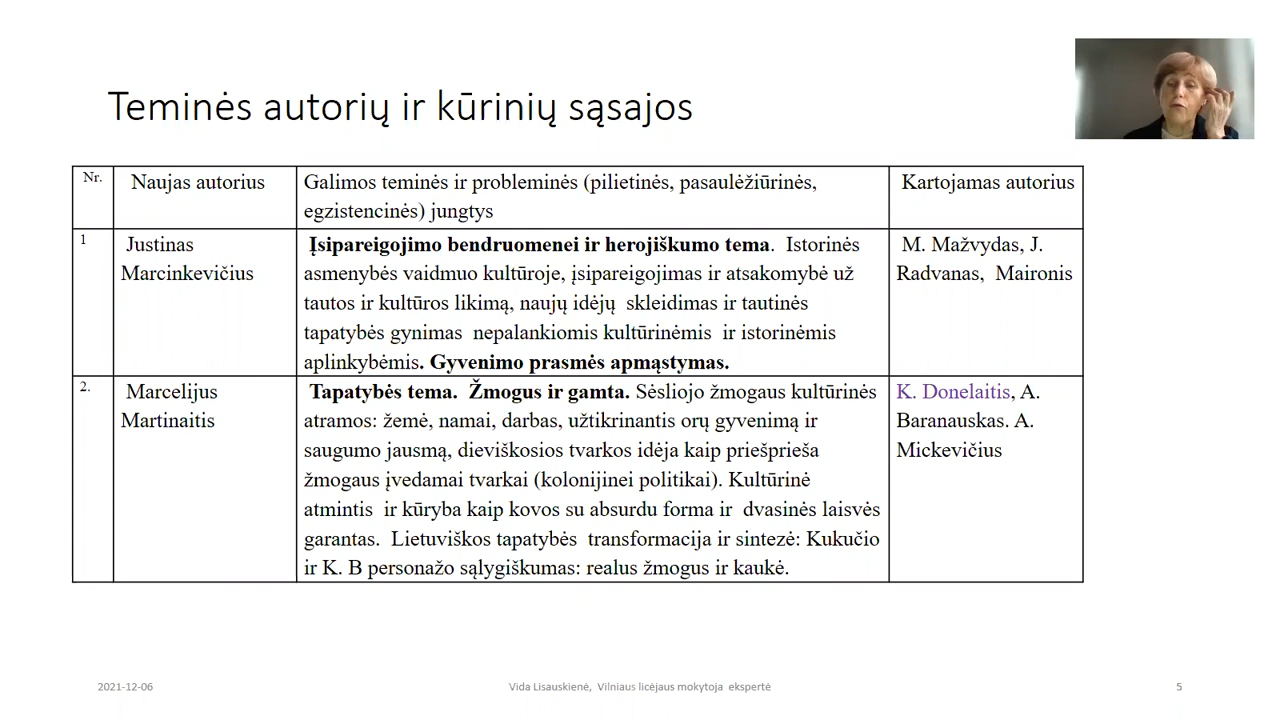 Teminės autorių ir kūrinių sąsajos
Nr.
Naujas autorius
Galimos teminės ir probleminės (pilietinės, pasaulėžiūrinės,
egzistencinės) jungtys
Kartojamas autorius
1
Justinas
Marcinkevičius
Įsipareigojimo bendruomenei ir herojiškumo tema. Istorinės
asmenybės vaidmuo kultūroje, įsipareigojimas ir atsakomybė už
tautos ir kultūros likimą, naujų idėjų skleidimas ir tautinės
tapatybės gynimas nepalankiomis kultūrinėmis ir istorinėmis
aplinkybėmis. Gyvenimo prasmės apmąstymas.
M. Mažvydas, J.
Radvanas, Maironis
2.
Marcelijus
Martinaitis
Tapatybės tema. Žmogus ir gamta. Sėsliojo žmogaus kultūrinės
atramos: žemė, namai, darbas, užtikrinantis orų gyvenimą ir
saugumo jausmą, dieviškosios tvarkos idėja kaip priešprieša
žmogaus įvedamai tvarkai (kolonijinei politikai). Kultūrinė
atmintis ir kūryba kaip kovos su absurdu forma ir dvasinės laisvės
garantas. Lietuviškos tapatybės transformacija ir sintezė: Kukučio
ir K. B personažo sąlygiškumas: realus žmogus ir kaukė.
K. Donelaitis, A.
Baranauskas. A.
Mickevičius
2021-12-06
Vida Lisauskienė, Vilniaus licėjaus mokytoja ekspertė
5